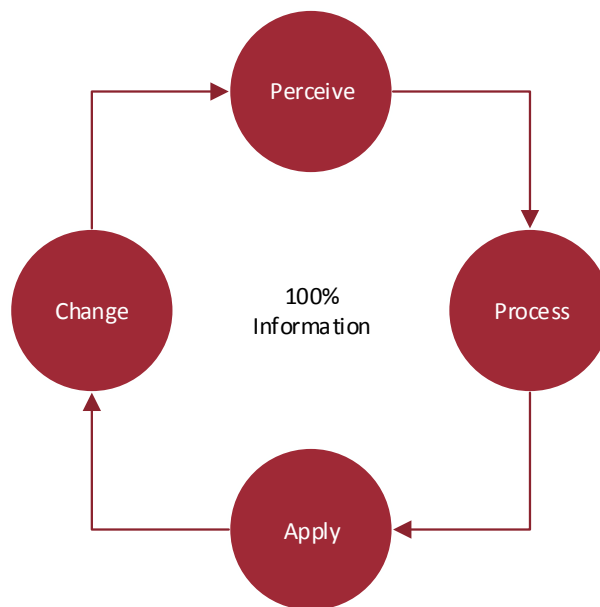 Perceive
Change
100%
Information
Process
Apply